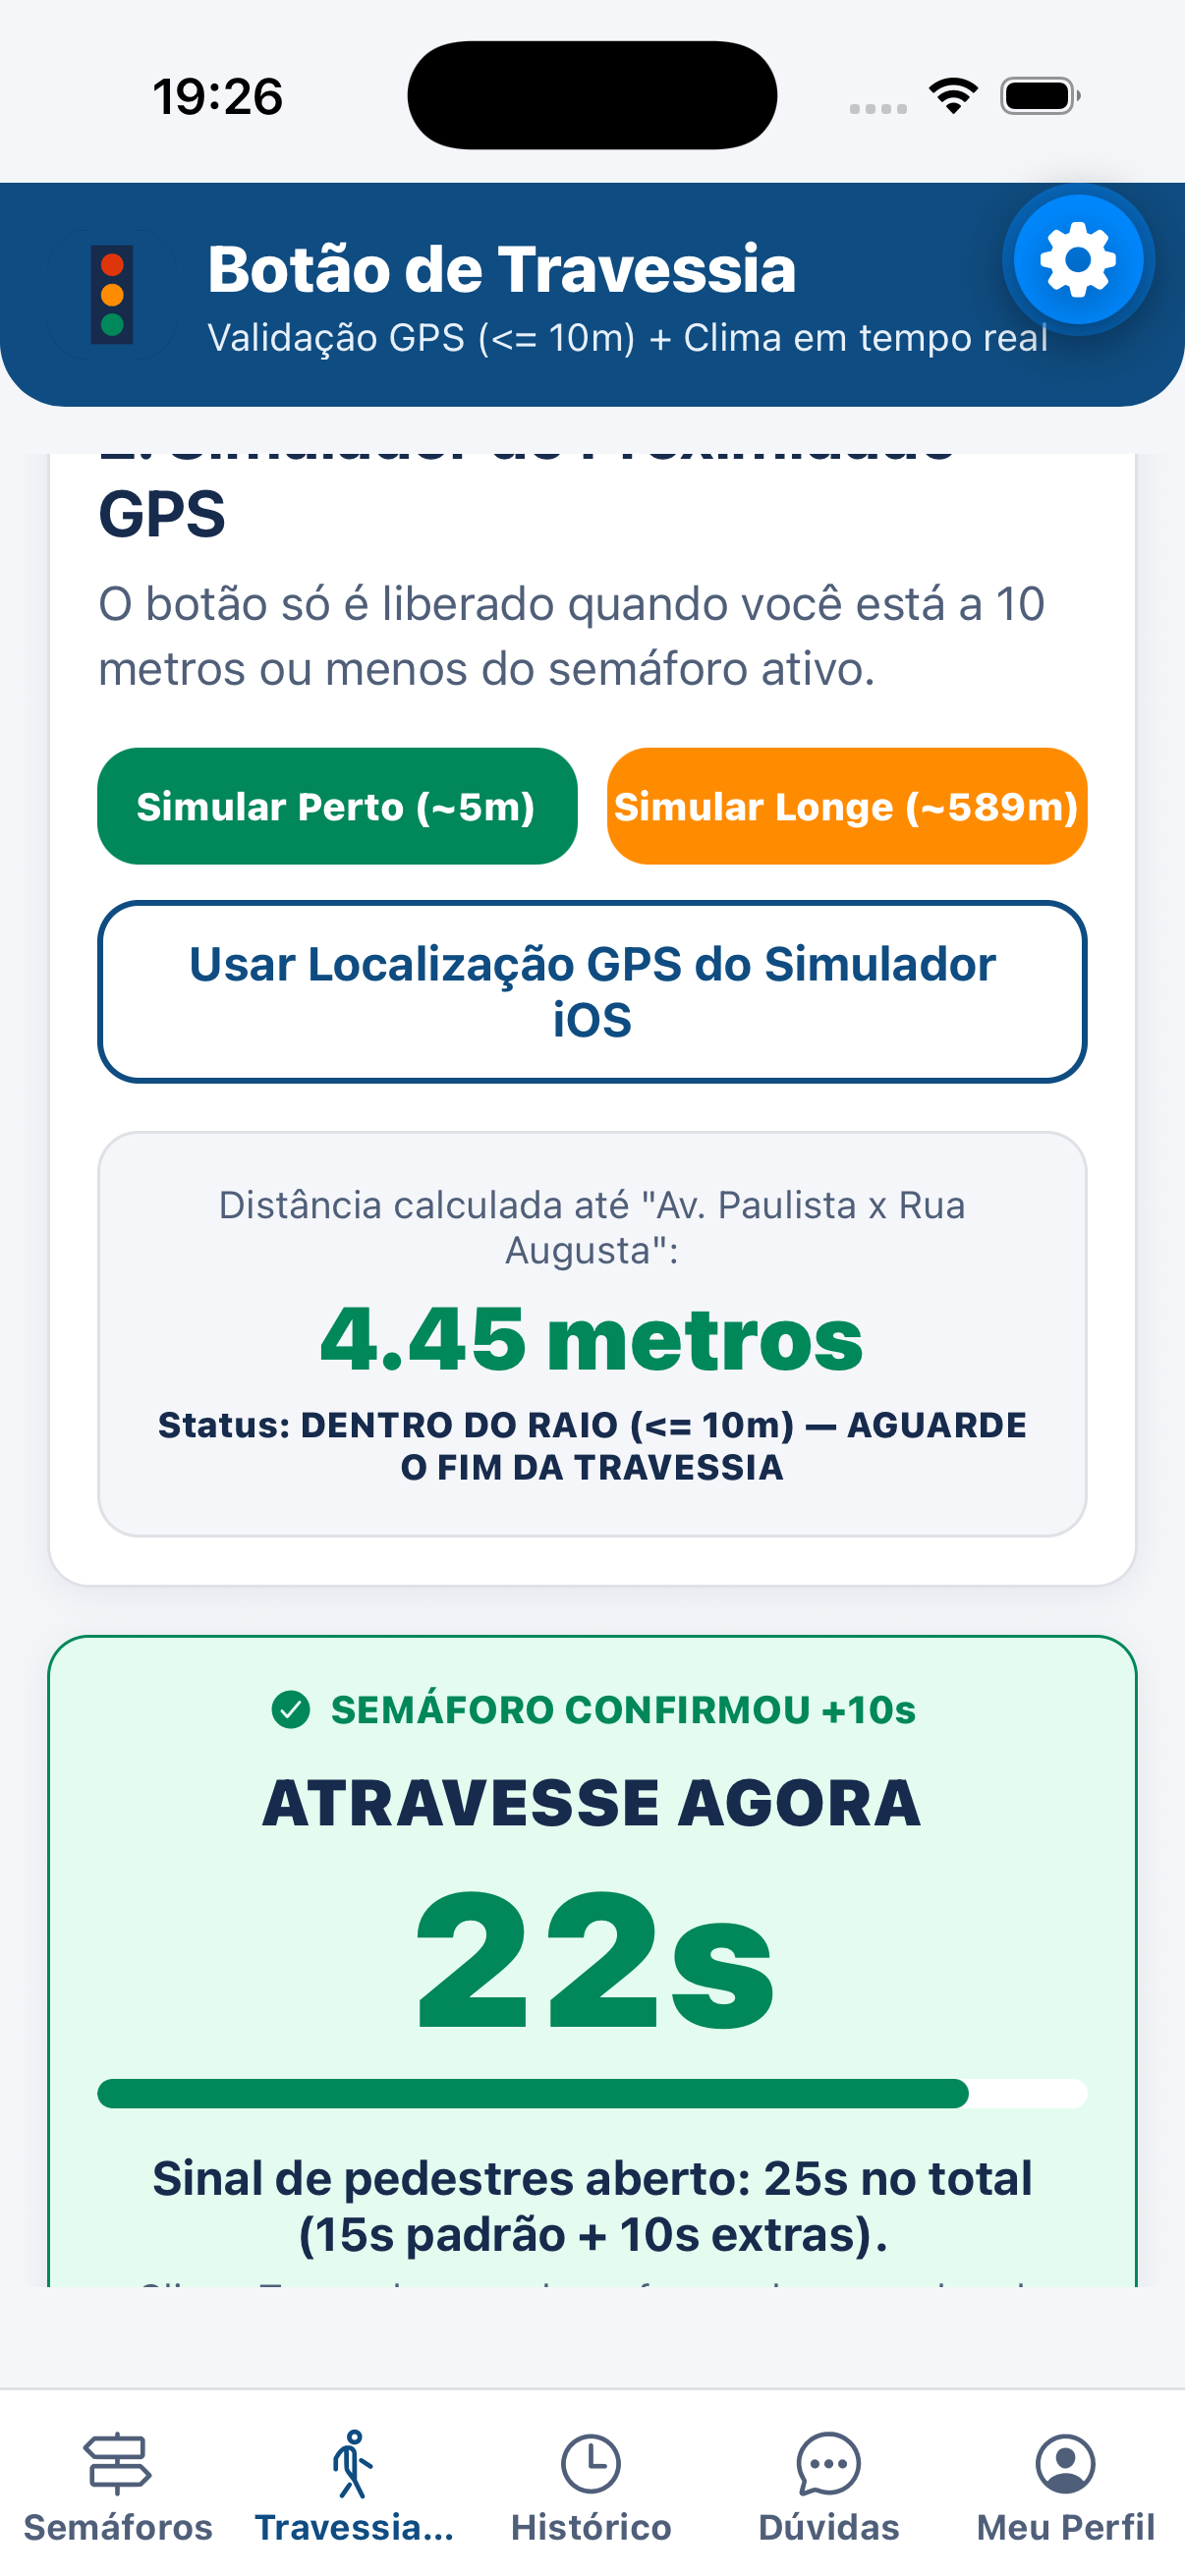 19:26
Botão de Travessia
Validação GPS (<= 10m) + Clima em tempo real
2. Simulador de Proximidade
GPS
O botão só é liberado quando você está a 10
metros ou menos do semáforo ativo.
Simular Perto (~5m)
Simular Longe (~589m)
Usar Localização GPS do Simulador
iOS
Distância calculada até "Av. Paulista x Rua
Augusta":
4.45 metros
Status: DENTRO DO RAIO (<= 10m) — AGUARDE
O FIM DA TRAVESSIA
SEMÁFORO CONFIRMOU +10s
ATRAVESSE AGORA
22s
Sinal de pedestres aberto: 25s no total
(15s padrão + 10s extras).
Semáforos
Travessia...
Histórico
Dúvidas
Meu Perfil